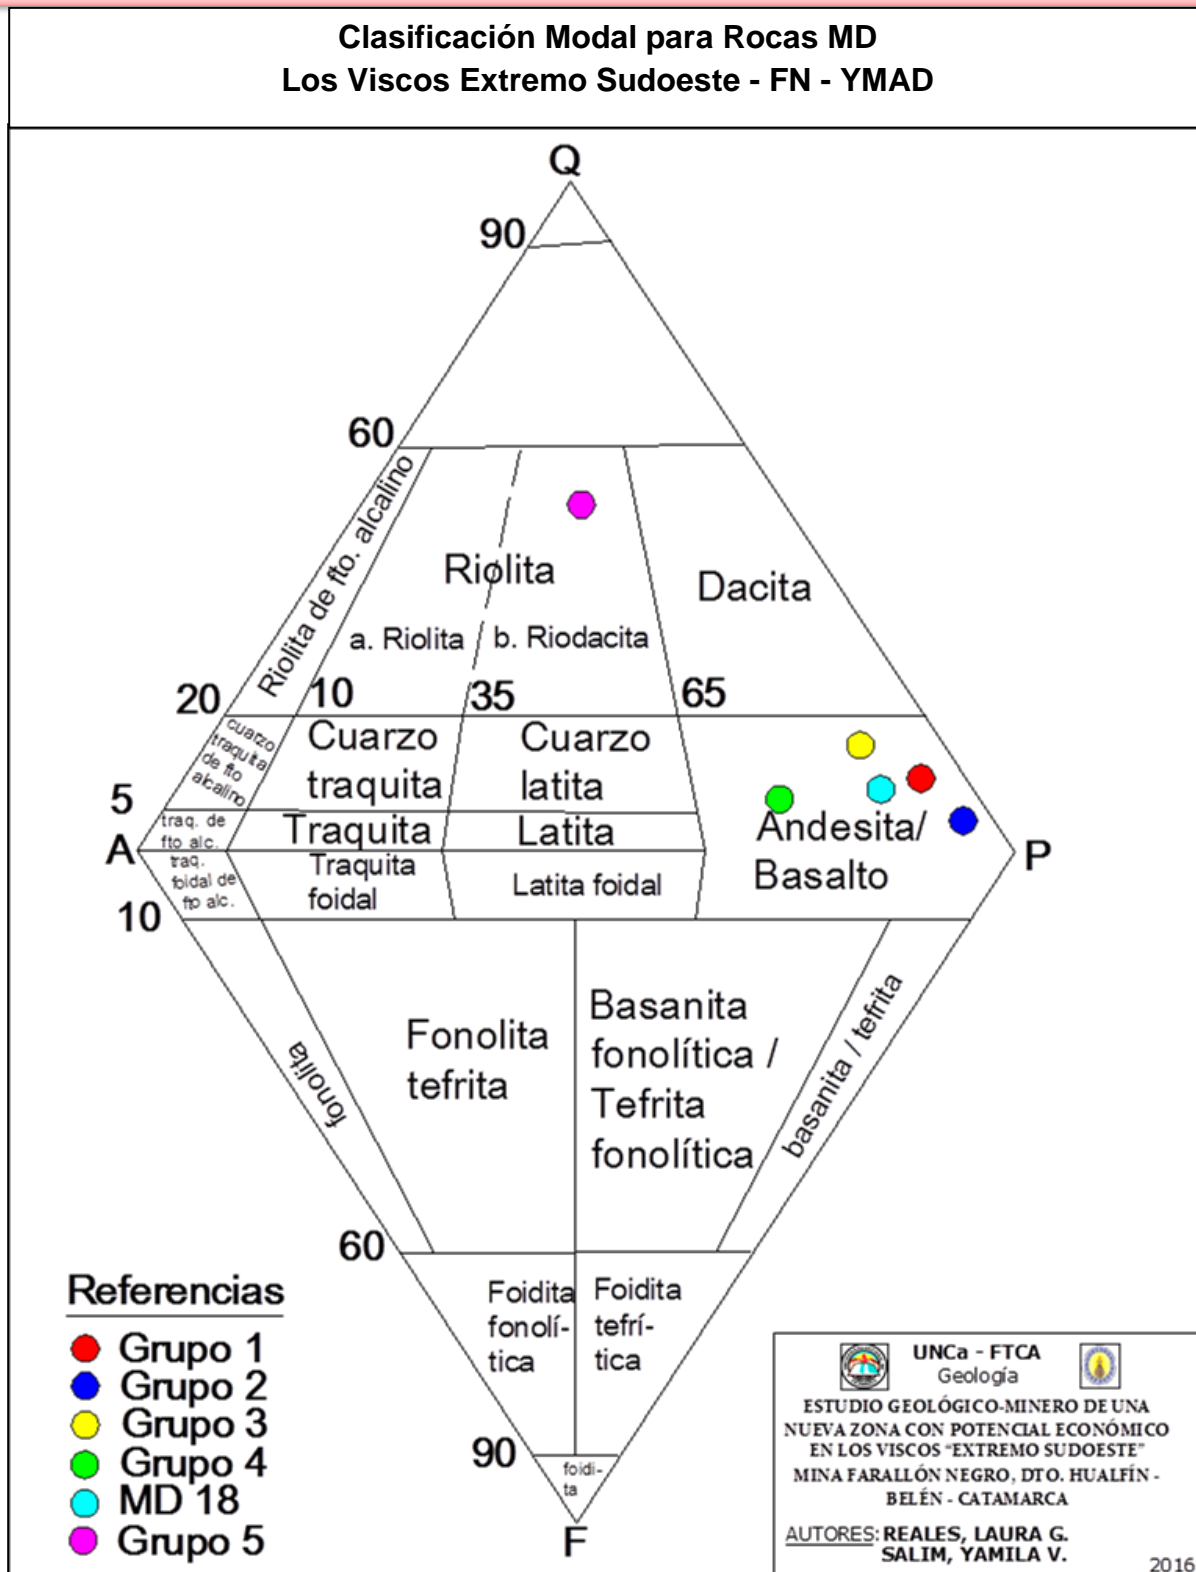 Clasificación Modal para Rocas MD
Los Viscos Extremo Sudoeste - FN - YMAD
Q
90
60
Riolita de fto. alcalino
Riolita
Dacita
a. Riolita
b. Riodacita
20
10
35
65
cuarzo
traquita
de fto
alcalino
Cuarzo
traquita
Cuarzo
latita
5
traq. de
fto alc.
Traquita
Latita
Andesita/
Basalto
A
P
traq.
foidal de
fto alc.
Traquita
foidal
Latita foidal
10
fonolita
Fonolita
tefrita
Basanita
fonolítica /
Tefrita
fonolítica
basanita / tefrita
60
Foidita
fonolí-
tica
Foidita
tefrí-
tica
90
foidi-
ta
F
Referencias
Grupo 1
Grupo 2
Grupo 3
Grupo 4
MD 18
Grupo 5
UNCa - FTCA
Geología
ESTUDIO GEOLÓGICO-MINERO DE UNA
NUEVA ZONA CON POTENCIAL ECONÓMICO
EN LOS VISCOS "EXTREMO SUDOESTE"
MINA FARALLÓN NEGRO, DTO. HUALFÍN -
BELÉN - CATAMARCA
AUTORES: REALES, LAURA G.
SALIM, YAMILA V.
2016